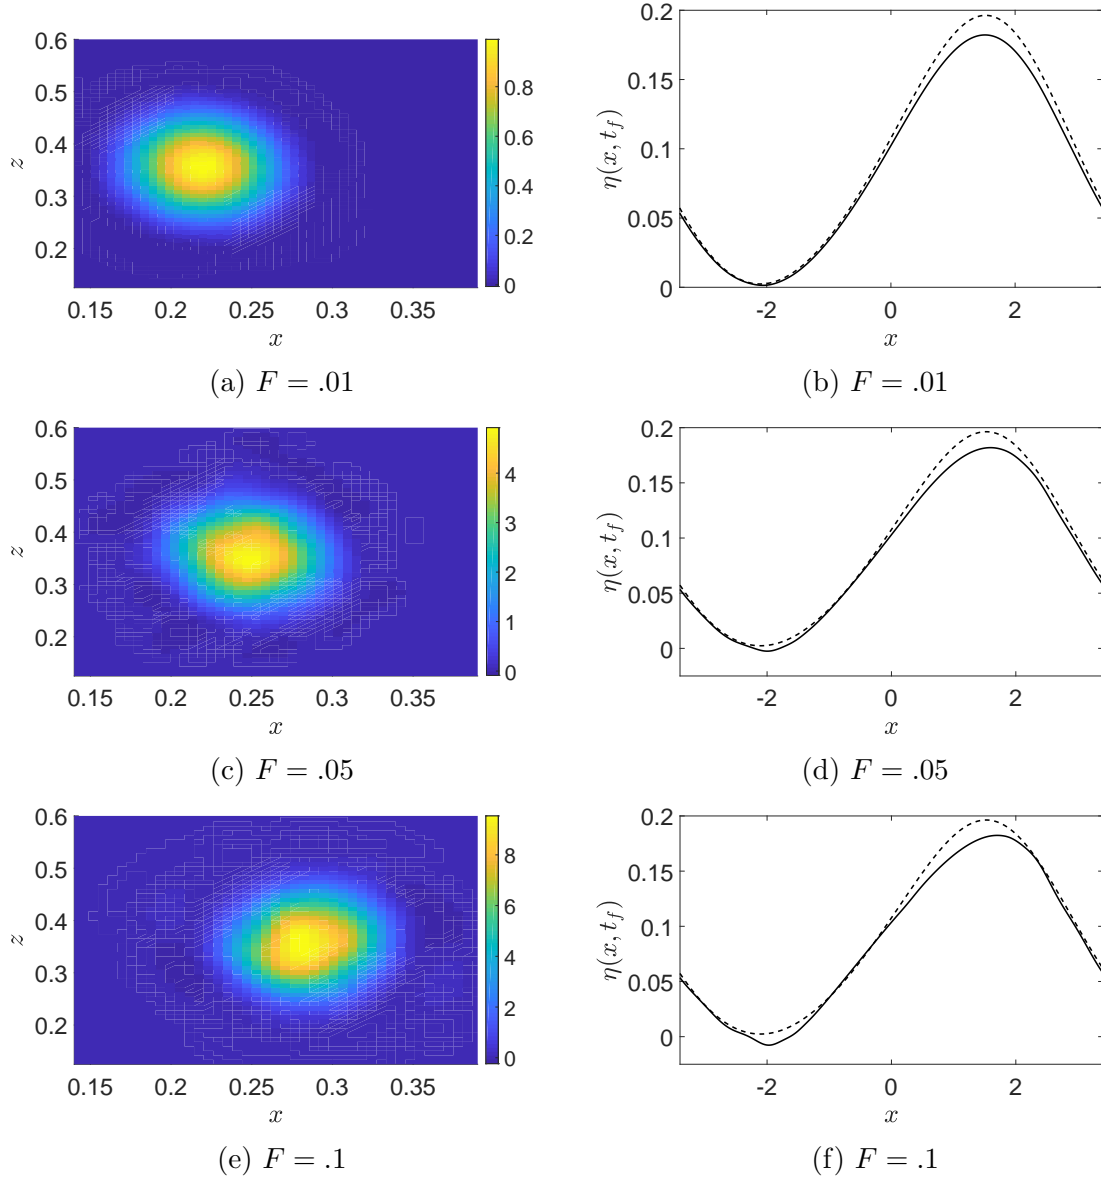 0.6
0.5
0.4
0.3
0.2
z
0.15 0.2 0.25 0.3 0.35
x
0.8
0.6
0.4
0.2
0
(a) F = .01
0.2
0.15
0.1
0.05
0
η(x, t_f)
-2 0 2
x
(b) F = .01
0.6
0.5
0.4
0.3
0.2
z
0.15 0.2 0.25 0.3 0.35
x
4
3
2
1
0
(c) F = .05
0.2
0.15
0.1
0.05
0
η(x, t_f)
-2 0 2
x
(d) F = .05
0.6
0.5
0.4
0.3
0.2
z
0.15 0.2 0.25 0.3 0.35
x
8
6
4
2
0
(e) F = .1
0.2
0.15
0.1
0.05
0
η(x, t_f)
-2 0 2
x
(f) F = .1